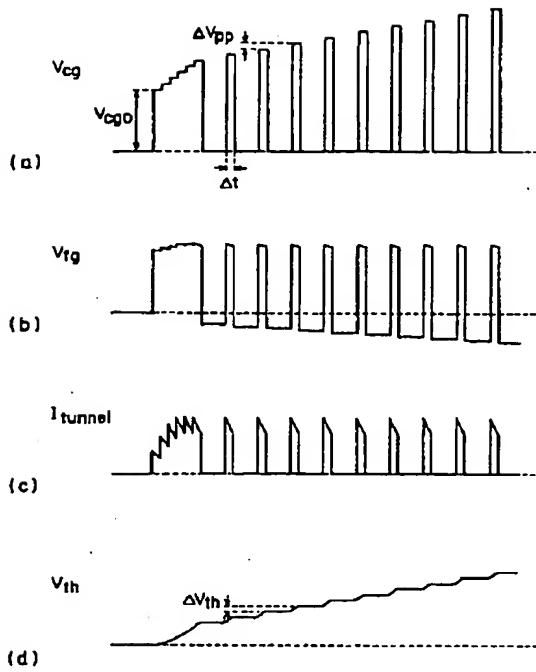 ΔVpp
Vcg
Vcgo
(a)
Δt
Vfg
(b)
Itunnel
(c)
Vth
ΔVth
(d)